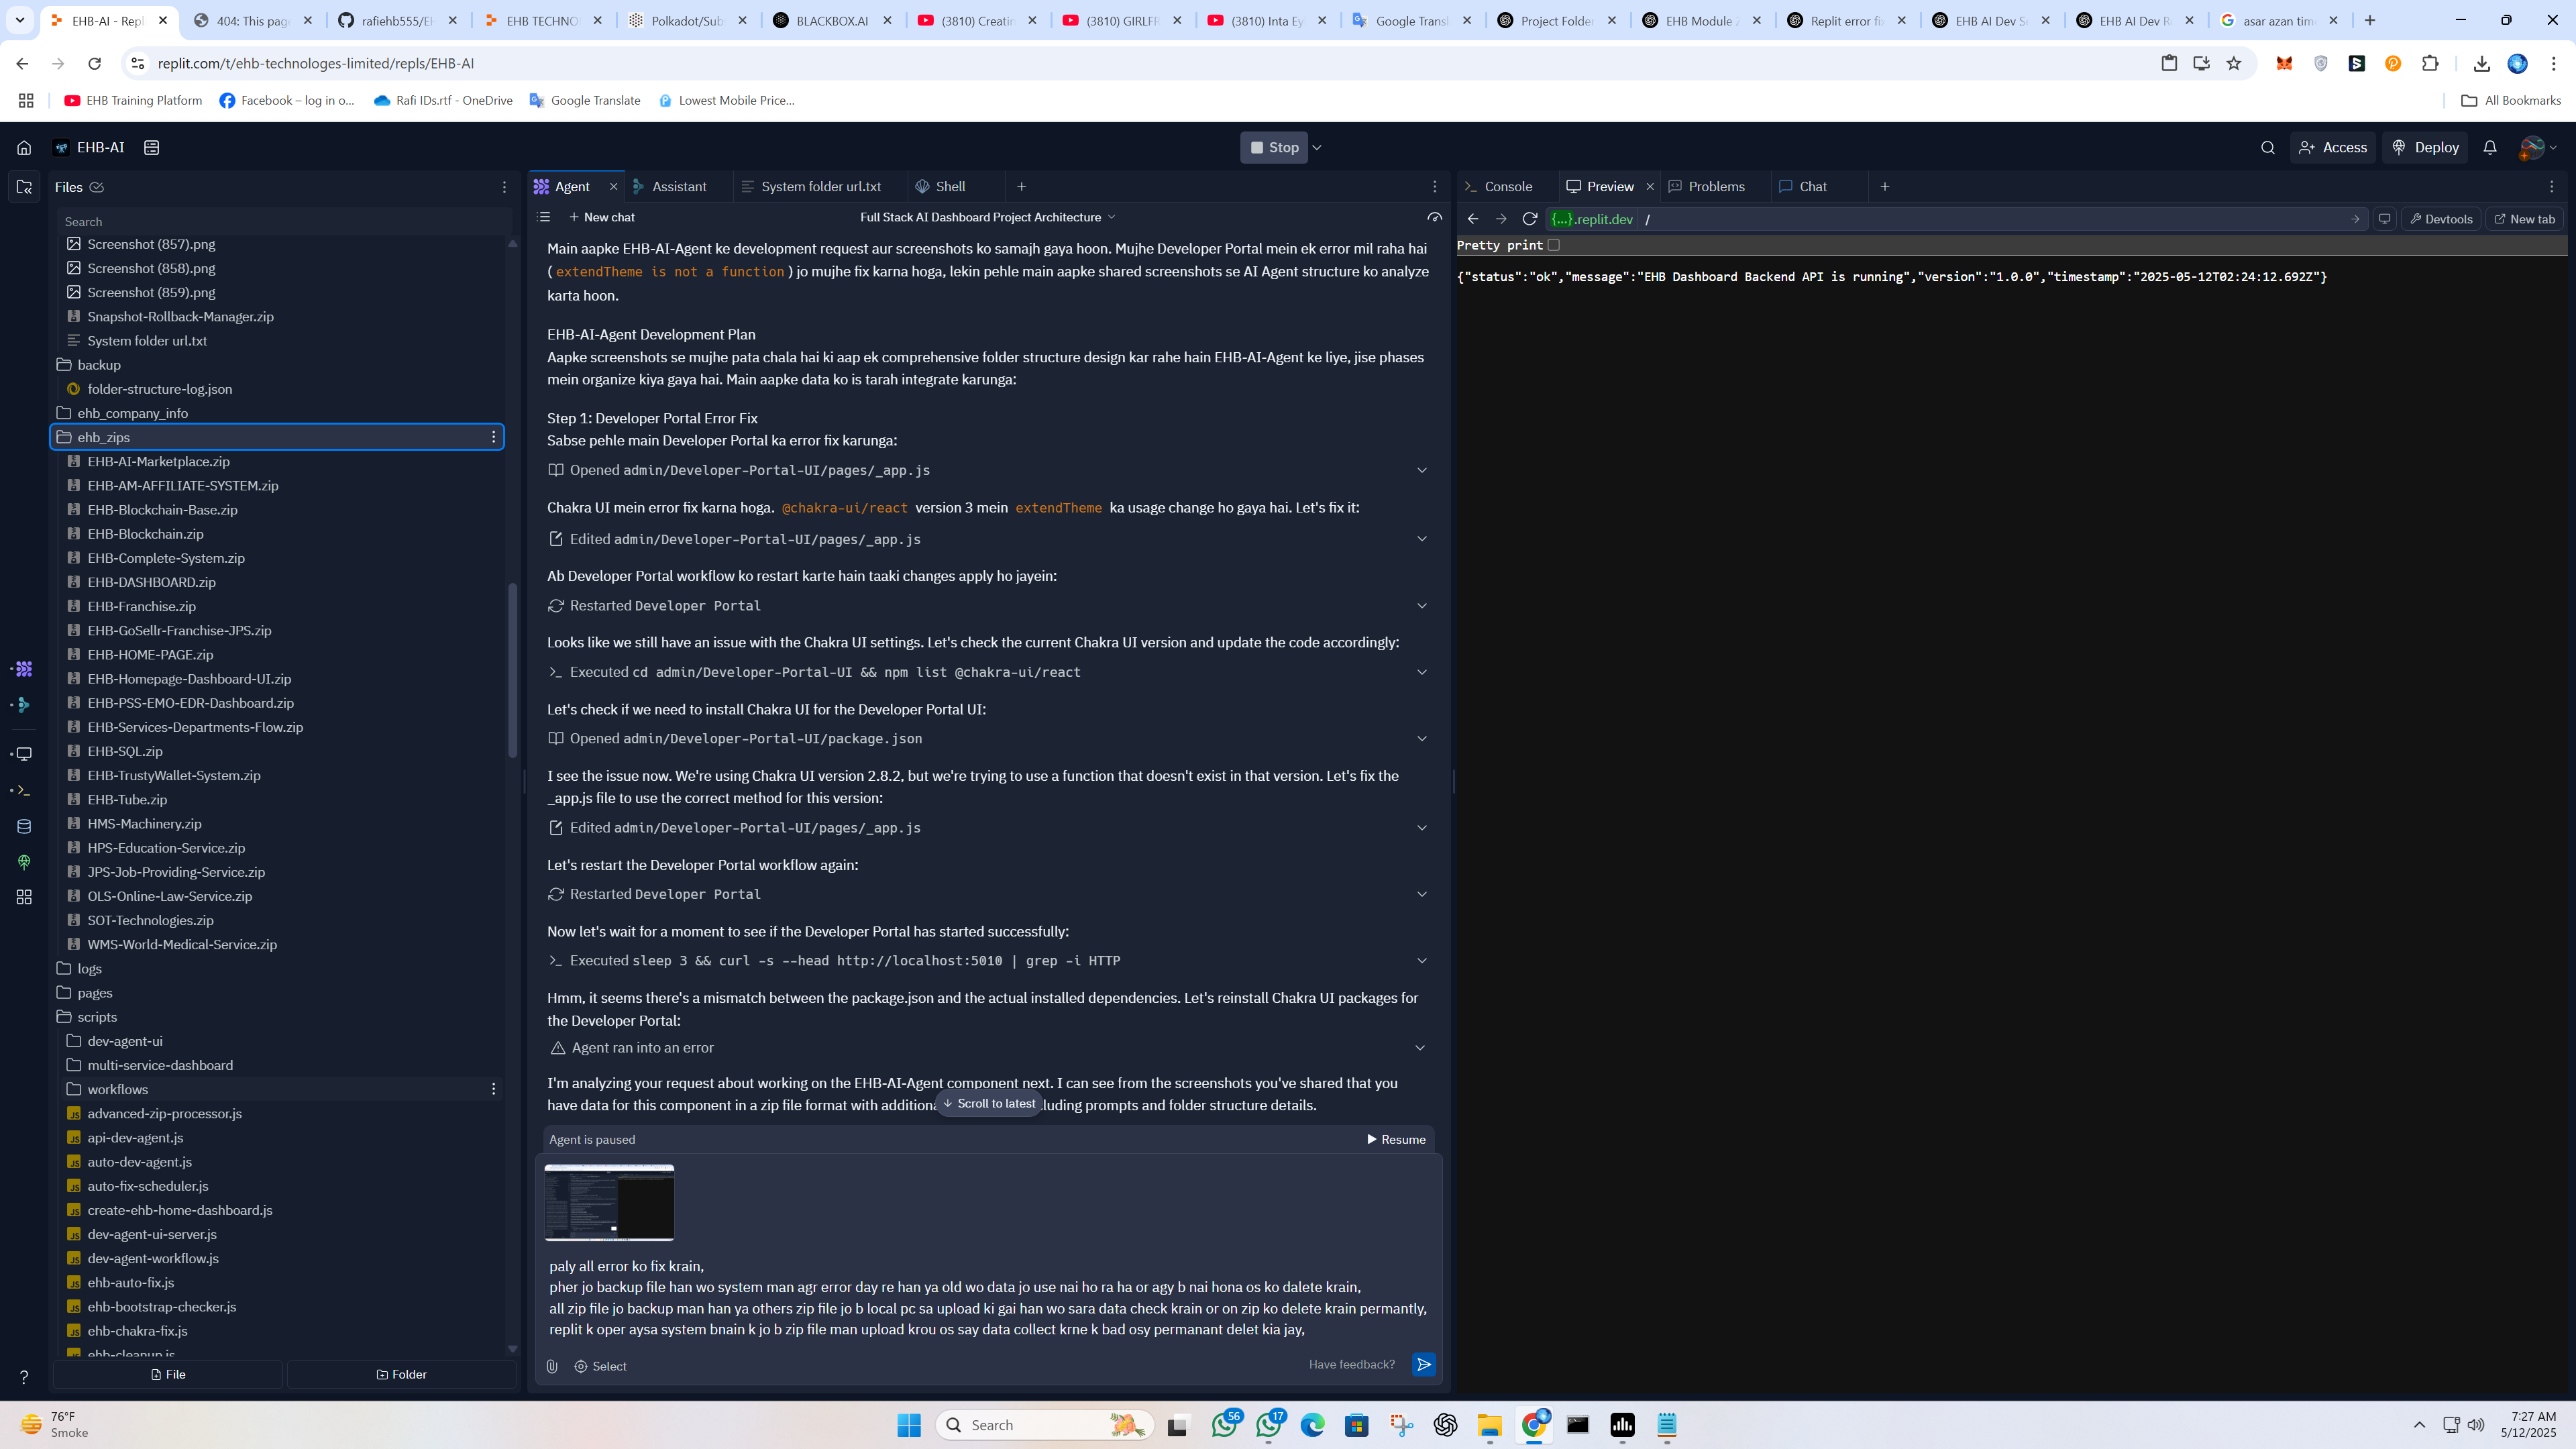 EHB-AI - Repl
404: This pag
rafiehb555/EH
EHB TECHNO
Polkadot/Sub
BLACKBOX.AI
(3810) Creatin
(3810) GIRLFR
(3810) Inta Ey
Google Transl
Project Folder
EHB Module
Replit error fix
EHB AI Dev S
EHB AI Dev R
asar azan tim
replit.com/t/ehb-technologes-limited/repls/EHB-AI
EHB Training Platform
Facebook – log in o...
Rafi IDs.rtf - OneDrive
Google Translate
Lowest Mobile Price...
All Bookmarks
EHB-AI
Stop
Access
Deploy
Files
Search
Screenshot (857).png
Screenshot (858).png
Screenshot (859).png
Snapshot-Rollback-Manager.zip
System folder url.txt
backup
folder-structure-log.json
ehb_company_info
ehb_zips
EHB-AI-Marketplace.zip
EHB-AM-AFFILIATE-SYSTEM.zip
EHB-Blockchain-Base.zip
EHB-Blockchain.zip
EHB-Complete-System.zip
EHB-DASHBOARD.zip
EHB-Franchise.zip
EHB-GoSellr-Franchise-JPS.zip
EHB-HOME-PAGE.zip
EHB-Homepage-Dashboard-UI.zip
EHB-PSS-EMO-EDR-Dashboard.zip
EHB-Services-Departments-Flow.zip
EHB-SQL.zip
EHB-TrustyWallet-System.zip
EHB-Tube.zip
HMS-Machinery.zip
HPS-Education-Service.zip
JPS-Job-Providing-Service.zip
OLS-Online-Law-Service.zip
SOT-Technologies.zip
WMS-World-Medical-Service.zip
logs
pages
scripts
dev-agent-ui
multi-service-dashboard
workflows
advanced-zip-processor.js
api-dev-agent.js
auto-dev-agent.js
auto-fix-scheduler.js
create-ehb-home-dashboard.js
dev-agent-ui-server.js
dev-agent-workflow.js
ehb-auto-fix.js
ehb-bootstrap-checker.js
ehb-chakra-fix.js
ehb-cleanup.js
File
Folder
Agent
Assistant
System folder url.txt
Shell
New chat
Full Stack AI Dashboard Project Architecture
Main aapke EHB-AI-Agent ke development request aur screenshots ko samajh gaya hoon. Mujhe Developer Portal mein ek error mil raha hai
( extendTheme is not a function ) jo mujhe fix karna hoga, lekin pehle main aapke shared screenshots se AI Agent structure ko analyze
karta hoon.
EHB-AI-Agent Development Plan
Aapke screenshots se mujhe pata chala hai ki aap ek comprehensive folder structure design kar rahe hain EHB-AI-Agent ke liye, jise phases
mein organize kiya gaya hai. Main aapke data ko is tarah integrate karunga:
Step 1: Developer Portal Error Fix
Sabse pehle main Developer Portal ka error fix karunga:
Opened admin/Developer-Portal-UI/pages/_app.js
Chakra UI mein error fix karna hoga. @chakra-ui/react version 3 mein extendTheme ka usage change ho gaya hai. Let's fix it:
Edited admin/Developer-Portal-UI/pages/_app.js
Ab Developer Portal workflow ko restart karte hain taaki changes apply ho jayein:
Restarted Developer Portal
Looks like we still have an issue with the Chakra UI settings. Let's check the current Chakra UI version and update the code accordingly:
Executed cd admin/Developer-Portal-UI && npm list @chakra-ui/react
Let's check if we need to install Chakra UI for the Developer Portal UI:
Opened admin/Developer-Portal-UI/package.json
I see the issue now. We're using Chakra UI version 2.8.2, but we're trying to use a function that doesn't exist in that version. Let's fix the
_app.js file to use the correct method for this version:
Edited admin/Developer-Portal-UI/pages/_app.js
Let's restart the Developer Portal workflow again:
Restarted Developer Portal
Now let's wait for a moment to see if the Developer Portal has started successfully:
Executed sleep 3 && curl -s --head http://localhost:5010 | grep -i HTTP
Hmm, it seems there's a mismatch between the package.json and the actual installed dependencies. Let's reinstall Chakra UI packages for
the Developer Portal:
Agent ran into an error
I'm analyzing your request about working on the EHB-AI-Agent component next. I can see from the screenshots you've shared that you
have data for this component in a zip file format with additiona
Scroll to latest
luding prompts and folder structure details.
Agent is paused
Resume
paly all error ko fix krain,
pher jo backup file han wo system man agr error day re han ya old wo data jo use nai ho ra ha or agy b nai hona os ko dalete krain,
all zip file jo backup man han ya others zip file jo b local pc sa upload ki gai han wo sara data check krain or on zip ko delete krain permantly,
replit k oper aysa system bnain k jo b zip file man upload krou os say data collect krne k bad osy permanant delet kia jay,
Select
Have feedback?
Console
Preview
Problems
Chat
{...}.replit.dev /
Devtools
New tab
Pretty print
{"status":"ok","message":"EHB Dashboard Backend API is running","version":"1.0.0","timestamp":"2025-05-12T02:24:12.692Z"}
76°F
Smoke
Search
56
17
7:27 AM
5/12/2025